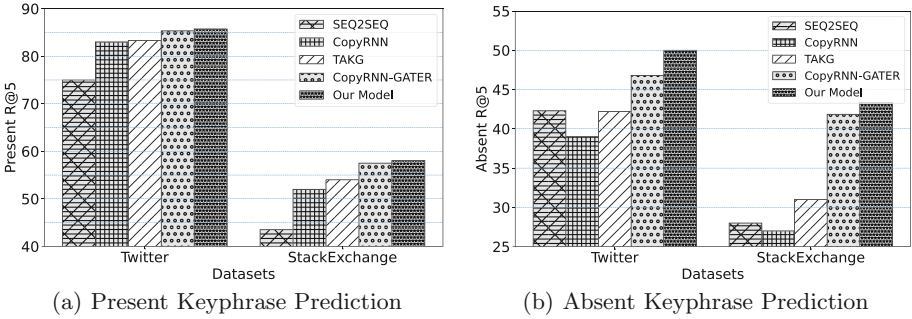 90
80
70
60
50
40
Present R@5
SEQ2SEQ
CopyRNN
TAKG
CopyRNN-GATER
Our Model
Twitter
StackExchange
Datasets
(a) Present Keyphrase Prediction
55
50
45
40
35
30
25
Absent R@5
SEQ2SEQ
CopyRNN
TAKG
CopyRNN-GATER
Our Model
Twitter
StackExchange
Datasets
(b) Absent Keyphrase Prediction